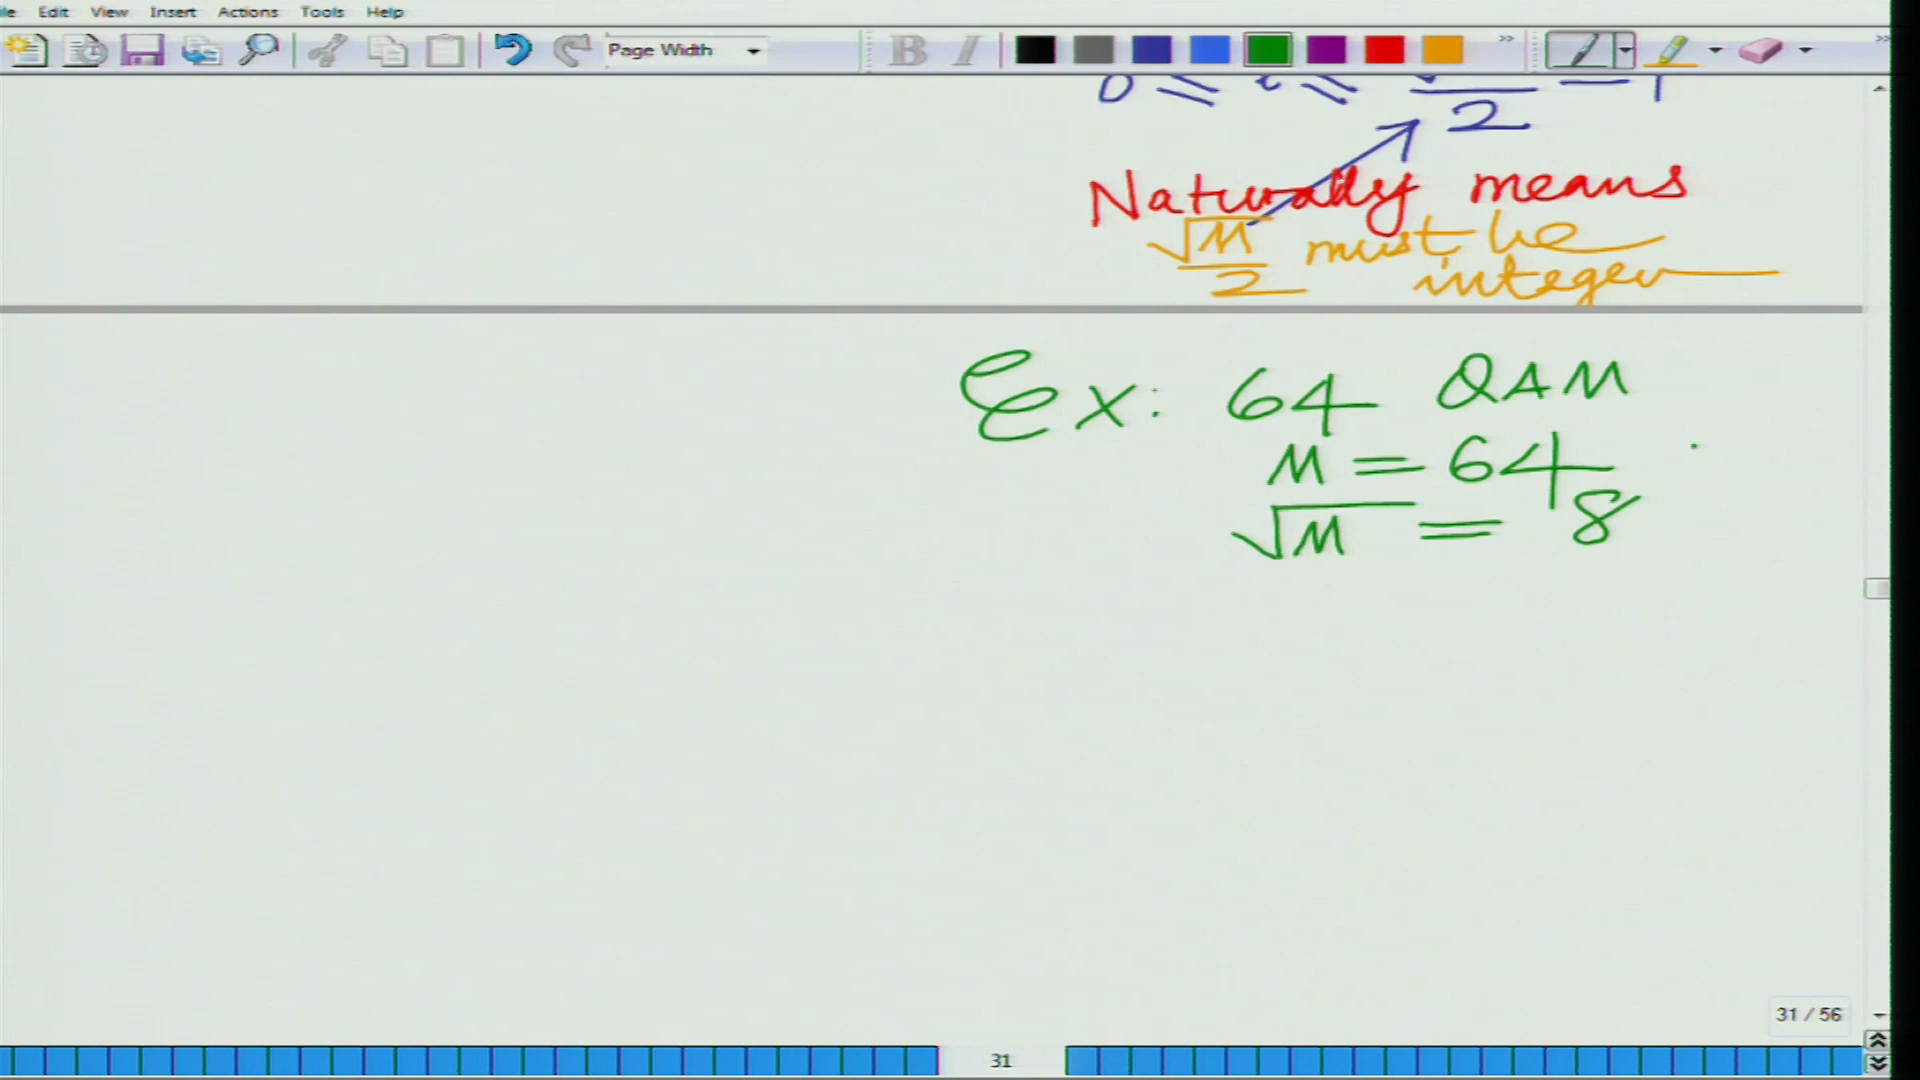 Edit View Insert Actions Tools Help
Page Width
B I
2
Naturally means
√M/2 must be
integer
Ex: 64 QAM
M = 64
√M = 8
31 / 56
31